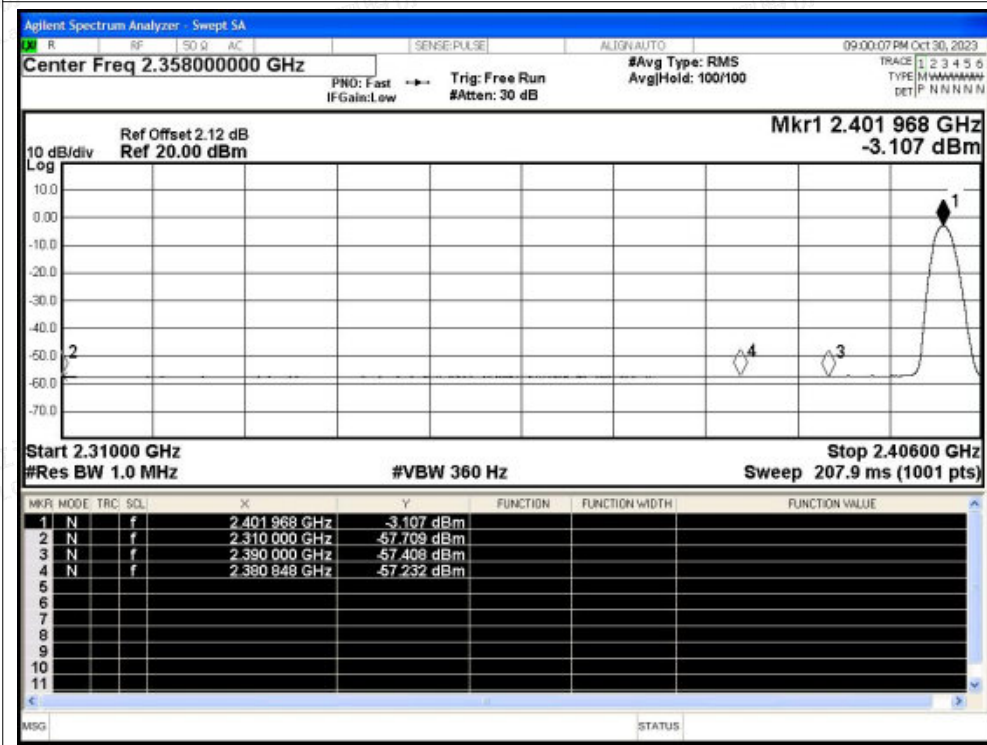 Agilent Spectrum Analyzer - Swept SA
LXI R RF 50 Ω AC SENSE:PULSE ALIGN AUTO 09:00:07 PM Oct 30, 2023
Center Freq 2.358000000 GHz #Avg Type: RMS TRACE 1 2 3 4 5 6
PNO: Fast Trig: Free Run Avg|Hold: 100/100 TYPE M WWWWW
IFGain:Low #Atten: 30 dB DET P N N N N N
Mkr1 2.401 968 GHz
Ref Offset 2.12 dB
10 dB/div Ref 20.00 dBm -3.107 dBm
Log
10.0
0.00
-10.0
-20.0
-30.0
-40.0
-50.0
-60.0
-70.0
1
2
4
3
Start 2.31000 GHz Stop 2.40600 GHz
#Res BW 1.0 MHz #VBW 360 Hz Sweep 207.9 ms (1001 pts)
MKR MODE TRC SCL X Y FUNCTION FUNCTION WIDTH FUNCTION VALUE
1 N f 2.401 968 GHz -3.107 dBm
2 N f 2.310 000 GHz -57.709 dBm
3 N f 2.390 000 GHz -57.408 dBm
4 N f 2.380 848 GHz -57.232 dBm
5
6
7
8
9
10
11
MSG STATUS